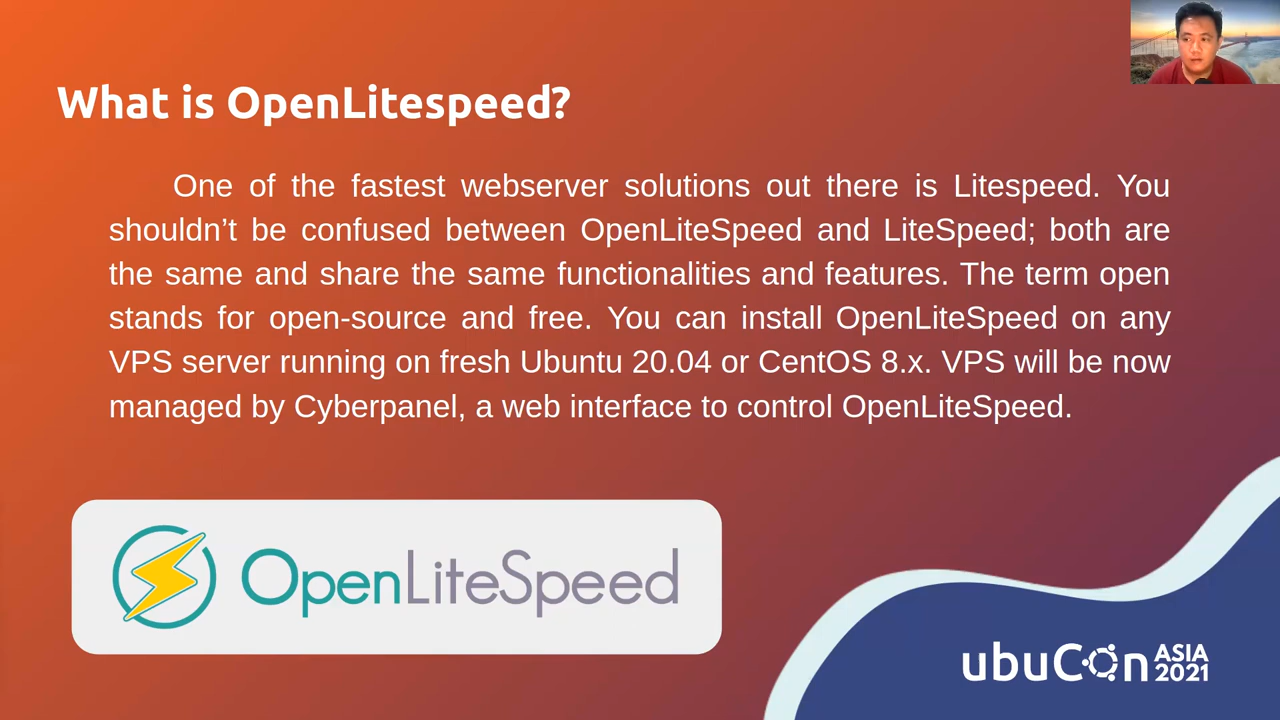 What is OpenLitespeed?
One of the fastest webserver solutions out there is Litespeed. You
shouldn’t be confused between OpenLiteSpeed and LiteSpeed; both are
the same and share the same functionalities and features. The term open
stands for open-source and free. You can install OpenLiteSpeed on any
VPS server running on fresh Ubuntu 20.04 or CentOS 8.x. VPS will be now
managed by Cyberpanel, a web interface to control OpenLiteSpeed.
OpenLiteSpeed
ubuCon ASIA
2021